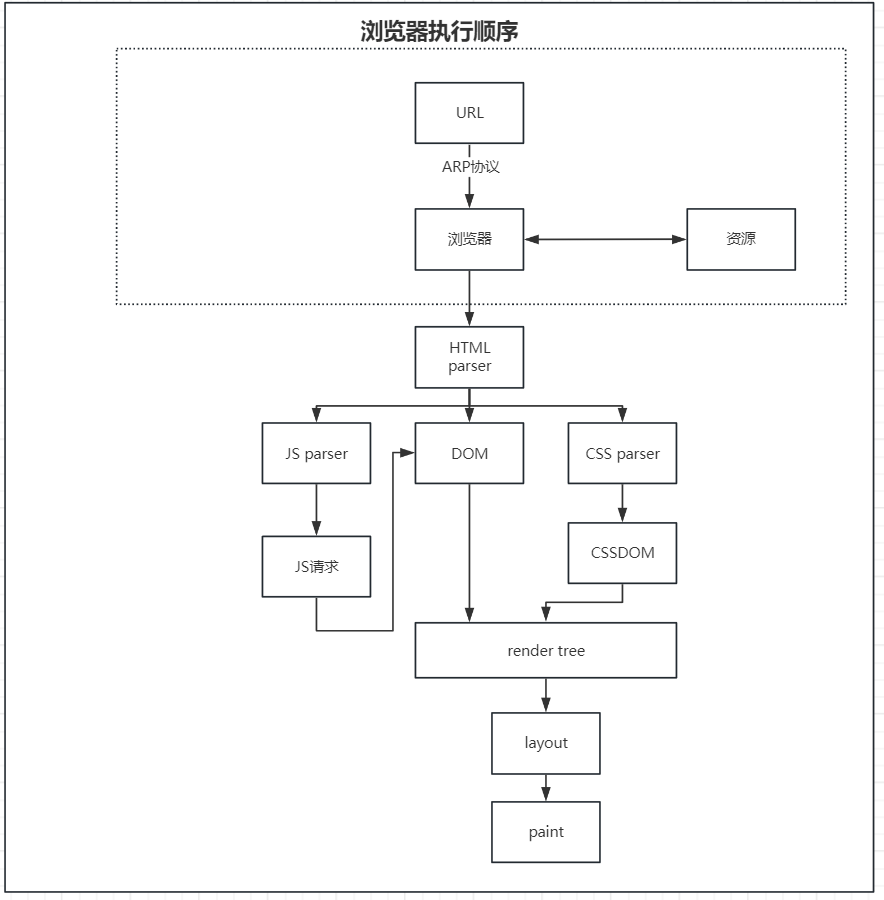 浏览器执行顺序
URL
ARP协议
浏览器
资源
HTML
parser
JS parser
DOM
CSS parser
JS请求
CSSDOM
render tree
layout
paint